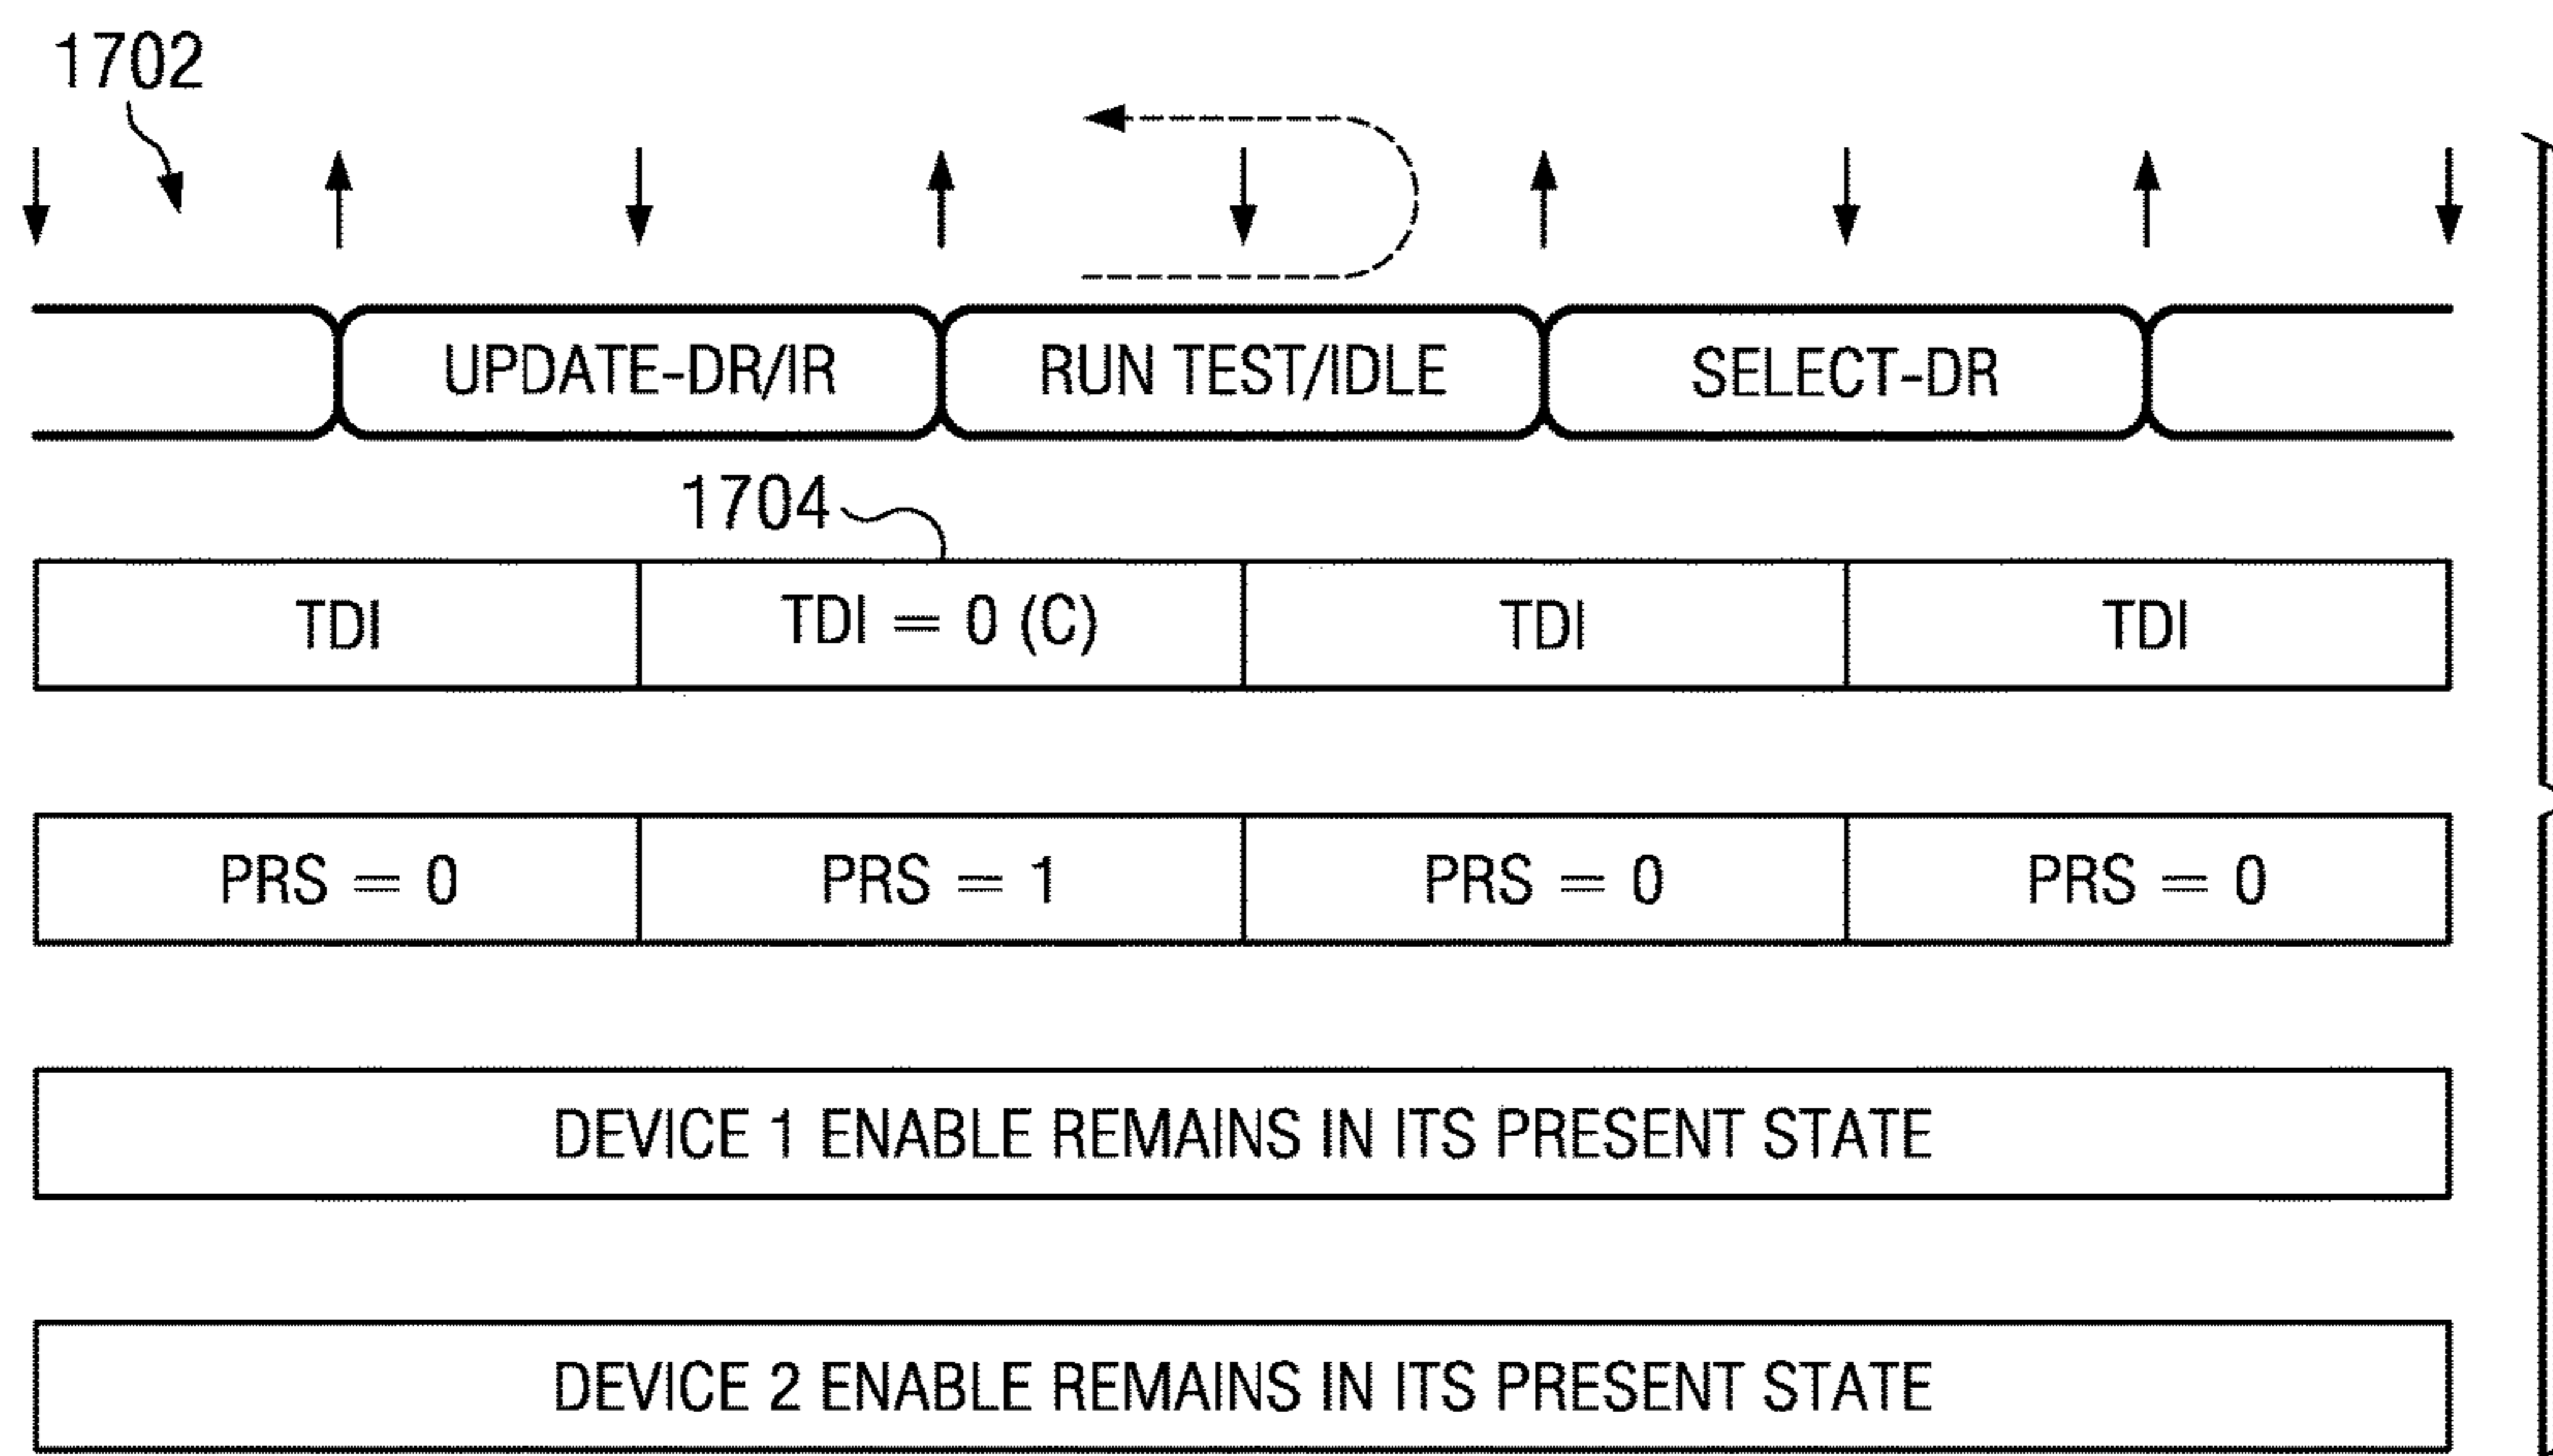 1702
UPDATE-DR/IR RUN TEST/IDLE SELECT-DR
1704
TDI TDI = 0 (C) TDI TDI
PRS = 0 PRS = 1 PRS = 0 PRS = 0
DEVICE 1 ENABLE REMAINS IN ITS PRESENT STATE
DEVICE 2 ENABLE REMAINS IN ITS PRESENT STATE